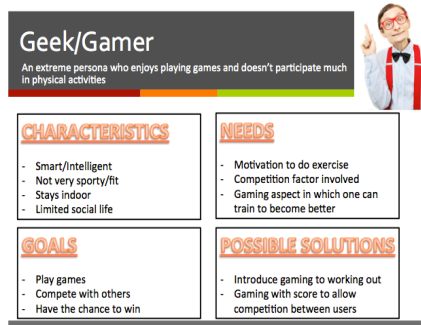 Geek/Gamer
An extreme persona who enjoys playing games and doesn't participate much
in physical activities
CHARACTERISTICS
- Smart/Intelligent
- Not very sporty/fit
- Stays indoor
- Limited social life
NEEDS
- Motivation to do exercise
- Competition factor involved
- Gaming aspect in which one can
train to become better
GOALS
- Play games
- Compete with others
- Have the chance to win
POSSIBLE SOLUTIONS
- Introduce gaming to working out
- Gaming with score to allow
competition between users